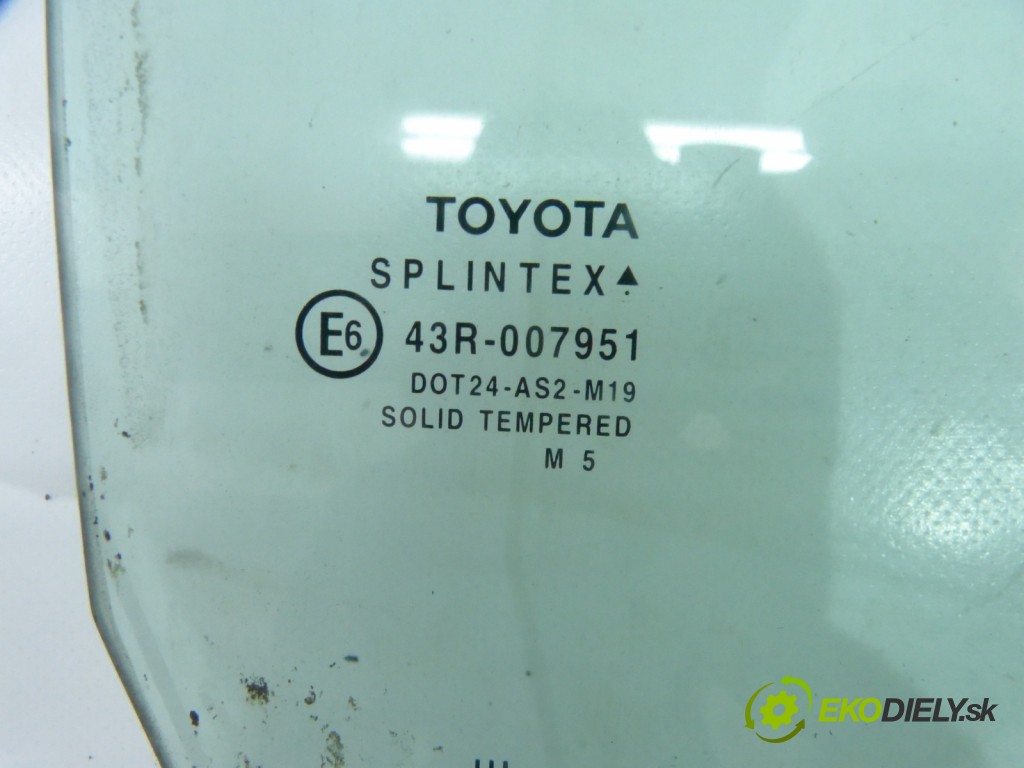 TOYOTA
SPLINTEX
E6 43R-007951
DOT24-AS2-M19
SOLID TEMPERED
M 5
EKODIELY.sk